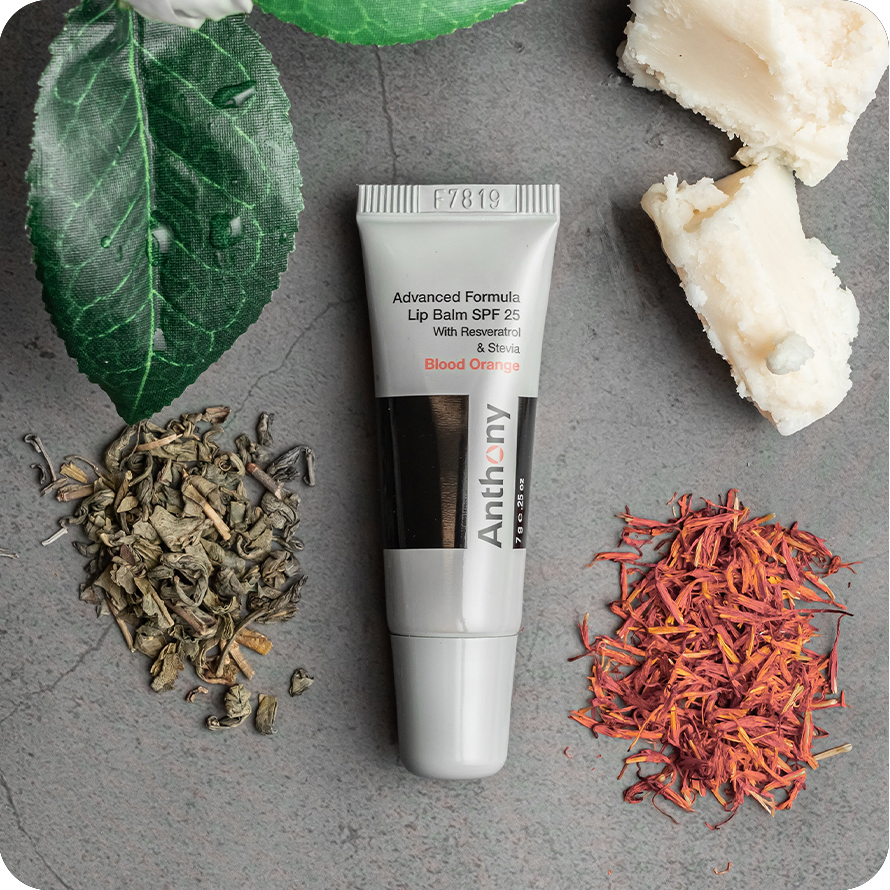 F7819
Advanced Formula
Lip Balm SPF 25
With Resveratrol
& Stevia
Blood Orange
Anthony
7 g e .25 oz